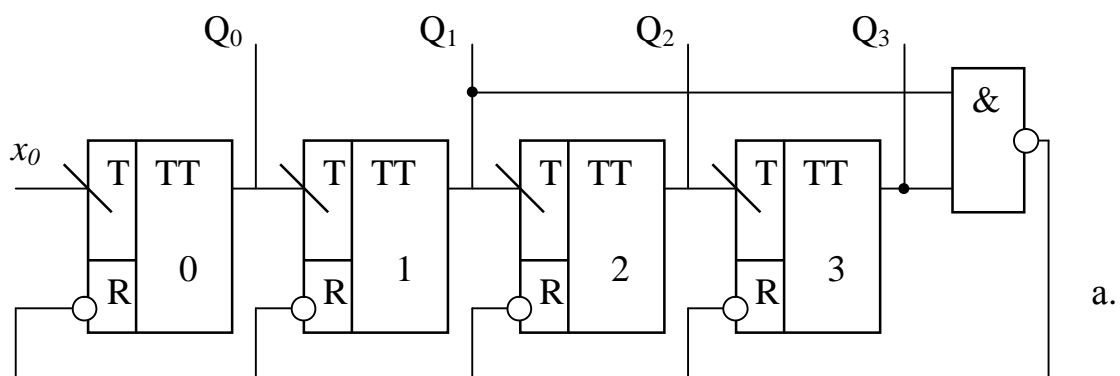 Q₀ Q₁ Q₂ Q₃
&
x₀ T TT T TT T TT T TT
0 1 2 3
R R R R
a.